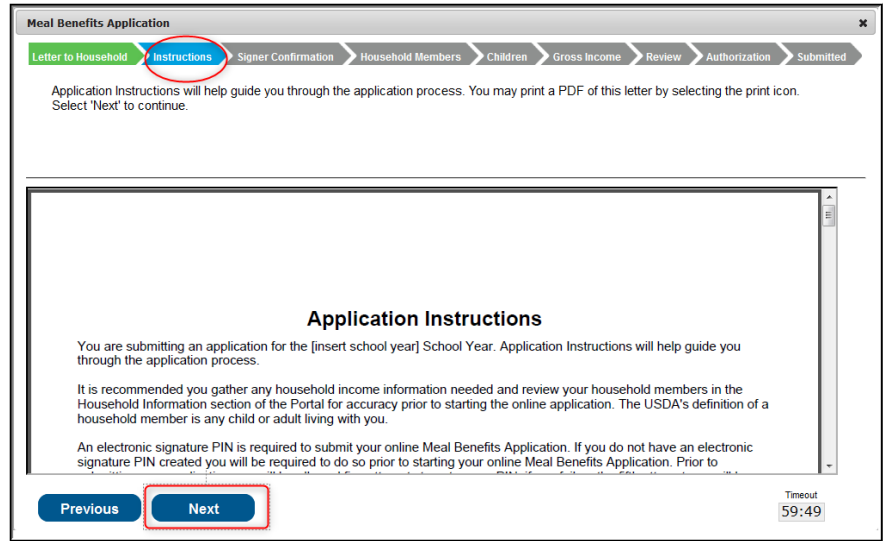 Meal Benefits Application
Letter to Household Instructions Signer Confirmation Household Members Children Gross Income Review Authorization Submitted
Application Instructions will help guide you through the application process. You may print a PDF of this letter by selecting the print icon.
Select 'Next' to continue.
Application Instructions
You are submitting an application for the [insert school year] School Year. Application Instructions will help guide you
through the application process.
It is recommended you gather any household income information needed and review your household members in the
Household Information section of the Portal for accuracy prior to starting the online application. The USDA's definition of a
household member is any child or adult living with you.
An electronic signature PIN is required to submit your online Meal Benefits Application. If you do not have an electronic
signature PIN created you will be required to do so prior to starting your online Meal Benefits Application. Prior to
Previous Next
Timeout
59:49